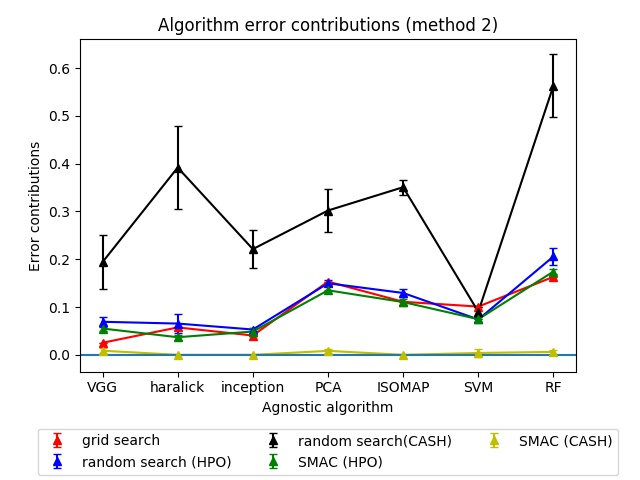 Algorithm error contributions (method 2)
Error contributions
0.6
0.5
0.4
0.3
0.2
0.1
0.0
VGG haralick inception PCA ISOMAP SVM RF
Agnostic algorithm
grid search random search(CASH) SMAC (CASH)
random search (HPO) SMAC (HPO)